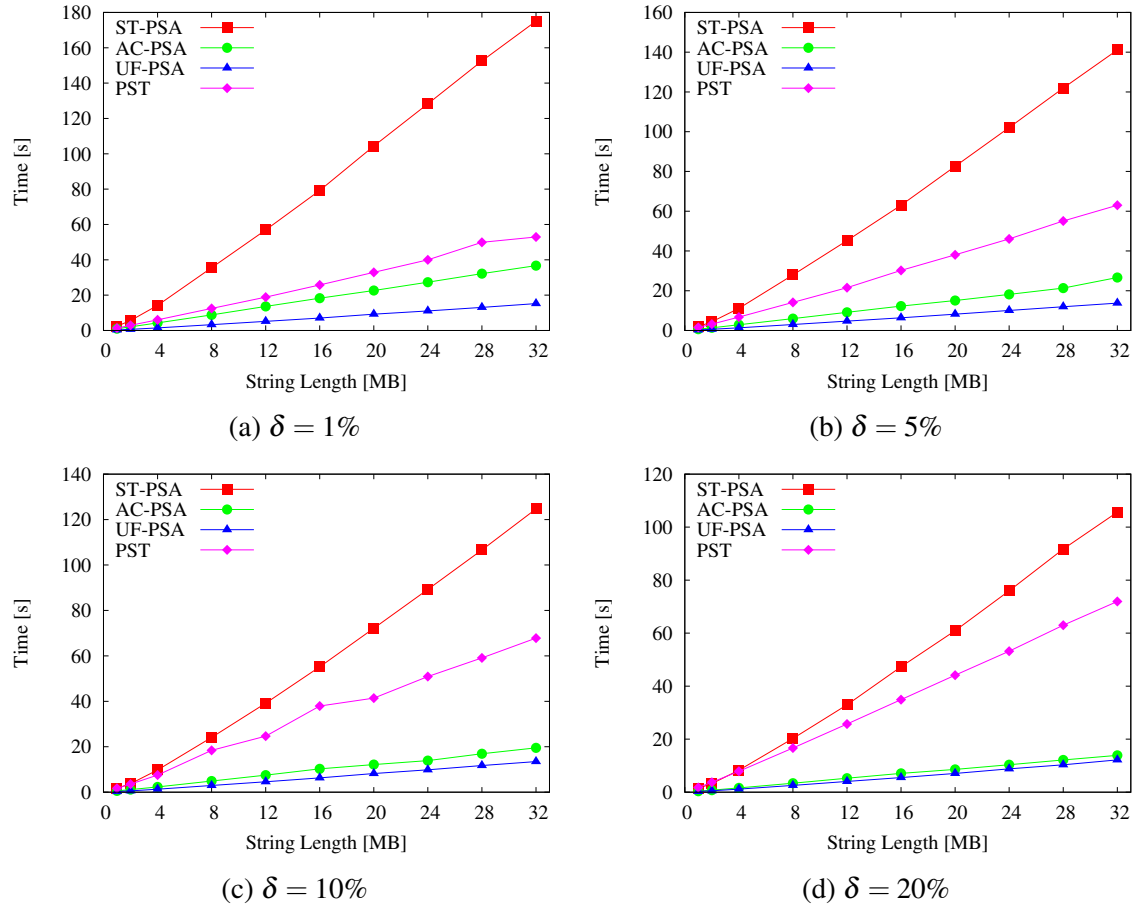 180
160
140
120
100
80
60
40
20
0
Time [s]
ST-PSA
AC-PSA
UF-PSA
PST
0 4 8 12 16 20 24 28 32
String Length [MB]
(a) δ = 1%
160
140
120
100
80
60
40
20
0
Time [s]
ST-PSA
AC-PSA
UF-PSA
PST
0 4 8 12 16 20 24 28 32
String Length [MB]
(b) δ = 5%
140
120
100
80
60
40
20
0
Time [s]
ST-PSA
AC-PSA
UF-PSA
PST
0 4 8 12 16 20 24 28 32
String Length [MB]
(c) δ = 10%
120
100
80
60
40
20
0
Time [s]
ST-PSA
AC-PSA
UF-PSA
PST
0 4 8 12 16 20 24 28 32
String Length [MB]
(d) δ = 20%